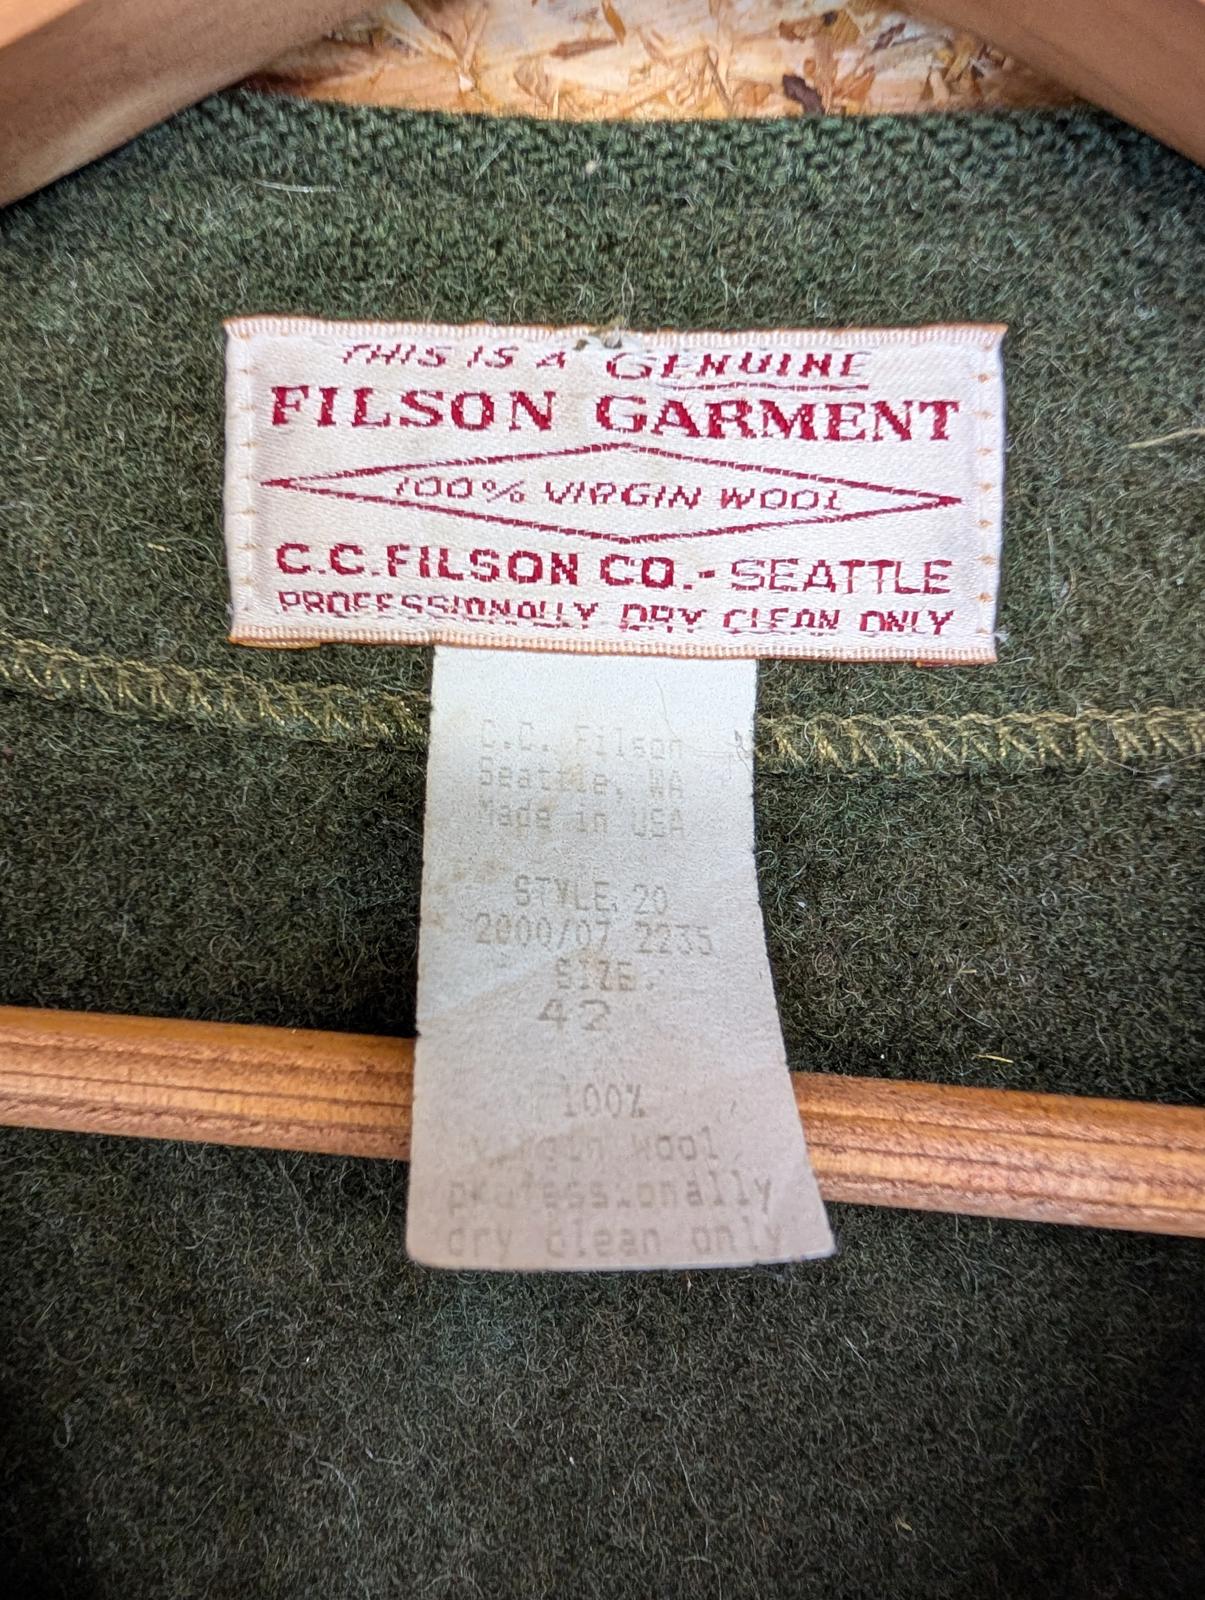 THIS IS A GENUINE
FILSON GARMENT
100% VIRGIN WOOL
C.C.FILSON CO.- SEATTLE
PROFESSIONALLY DRY CLEAN ONLY
C.C. Filson
Seattle, WA
Made in USA
STYLE 20
2000/07 2235
SIZE
42
100%
virgin wool
professionally
dry clean only